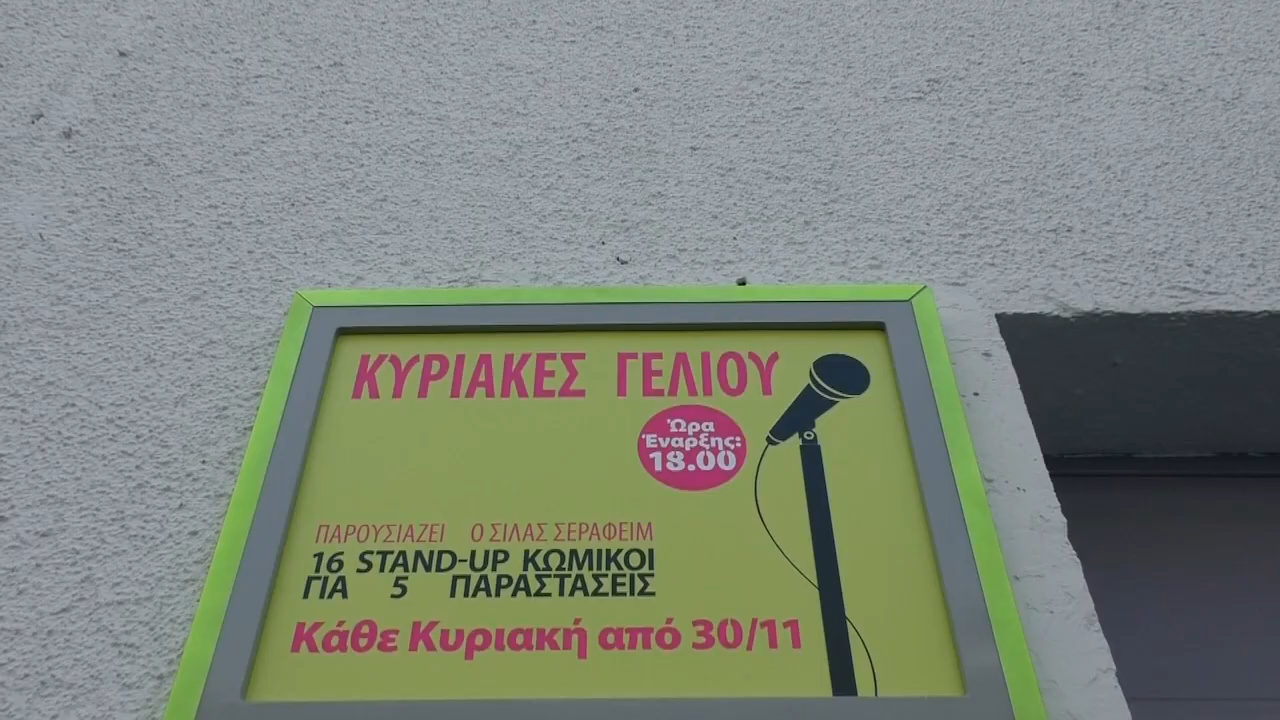 ΚΥΡΙΑΚΕΣ ΓΕΛΙΟΥ
Ώρα
Έναρξης:
18.00
ΠΑΡΟΥΣΙΑΖΕΙ Ο ΣΙΛΑΣ ΣΕΡΑΦΕΙΜ
16 STAND-UP ΚΩΜΙΚΟΙ
ΓΙΑ 5 ΠΑΡΑΣΤΑΣΕΙΣ
Κάθε Κυριακή από 30/11